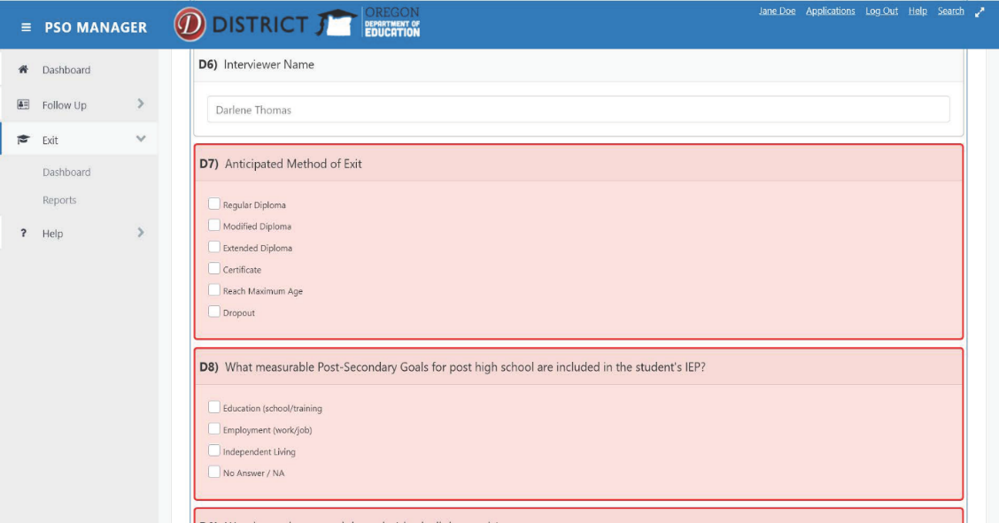 PSO MANAGER
DISTRICT
OREGON
DEPARTMENT OF
EDUCATION
Jane Doe Applications Log Out Help Search
Dashboard
Follow Up
Exit
Dashboard
Reports
? Help
D6) Interviewer Name
Darlene Thomas
D7) Anticipated Method of Exit
Regular Diploma
Modified Diploma
Extended Diploma
Certificate
Reach Maximum Age
Dropout
D8) What measurable Post-Secondary Goals for post high school are included in the student's IEP?
Education (school/training
Employment (work/job)
Independent Living
No Answer / NA